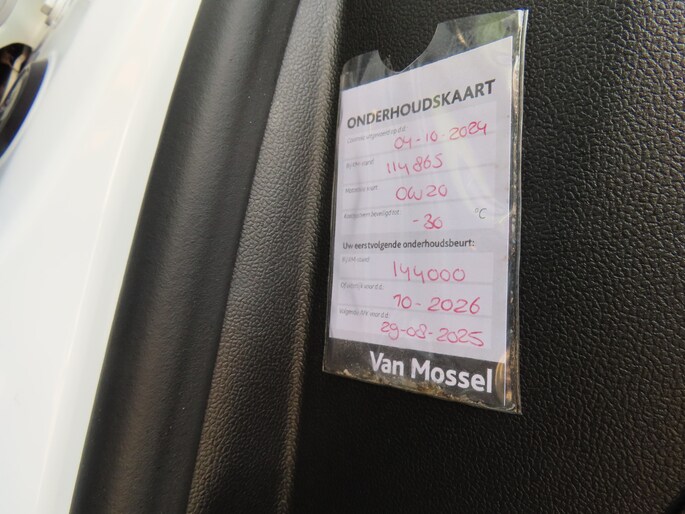 ONDERHOUDSKAART
04-10-2024
114865
0W20
-30 °C
Uw eerstvolgende onderhoudsbeurt:
144000
10-2026
29-08-2025
Van Mossel